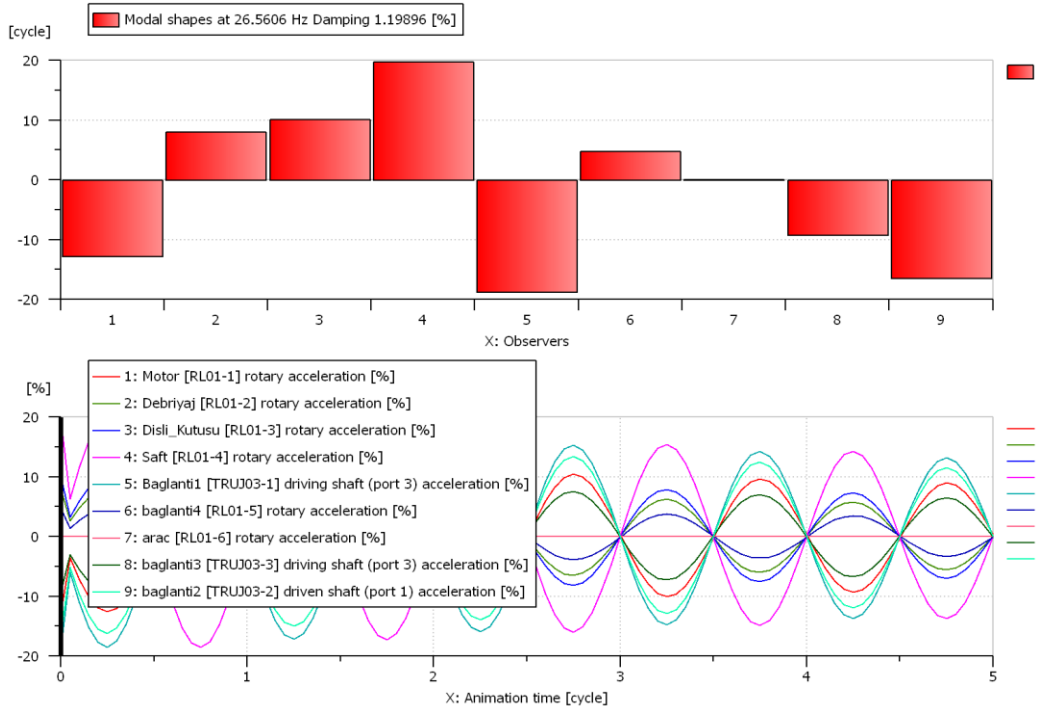 Modal shapes at 26.5606 Hz Damping 1.19896 [%]
[cycle]
20
10
0
-10
-20
1 2 3 4 5 6 7 8 9
X: Observers
[%]
1: Motor [RL01-1] rotary acceleration [%]
2: Debriyaj [RL01-2] rotary acceleration [%]
3: Disli_Kutusu [RL01-3] rotary acceleration [%]
4: Saft [RL01-4] rotary acceleration [%]
5: Baglanti1 [TRUJ03-1] driving shaft (port 3) acceleration [%]
6: baglanti4 [RL01-5] rotary acceleration [%]
7: arac [RL01-6] rotary acceleration [%]
8: baglanti3 [TRUJ03-3] driving shaft (port 3) acceleration [%]
9: baglanti2 [TRUJ03-2] driven shaft (port 1) acceleration [%]
20
10
0
-10
-20
0 1 2 3 4 5
X: Animation time [cycle]